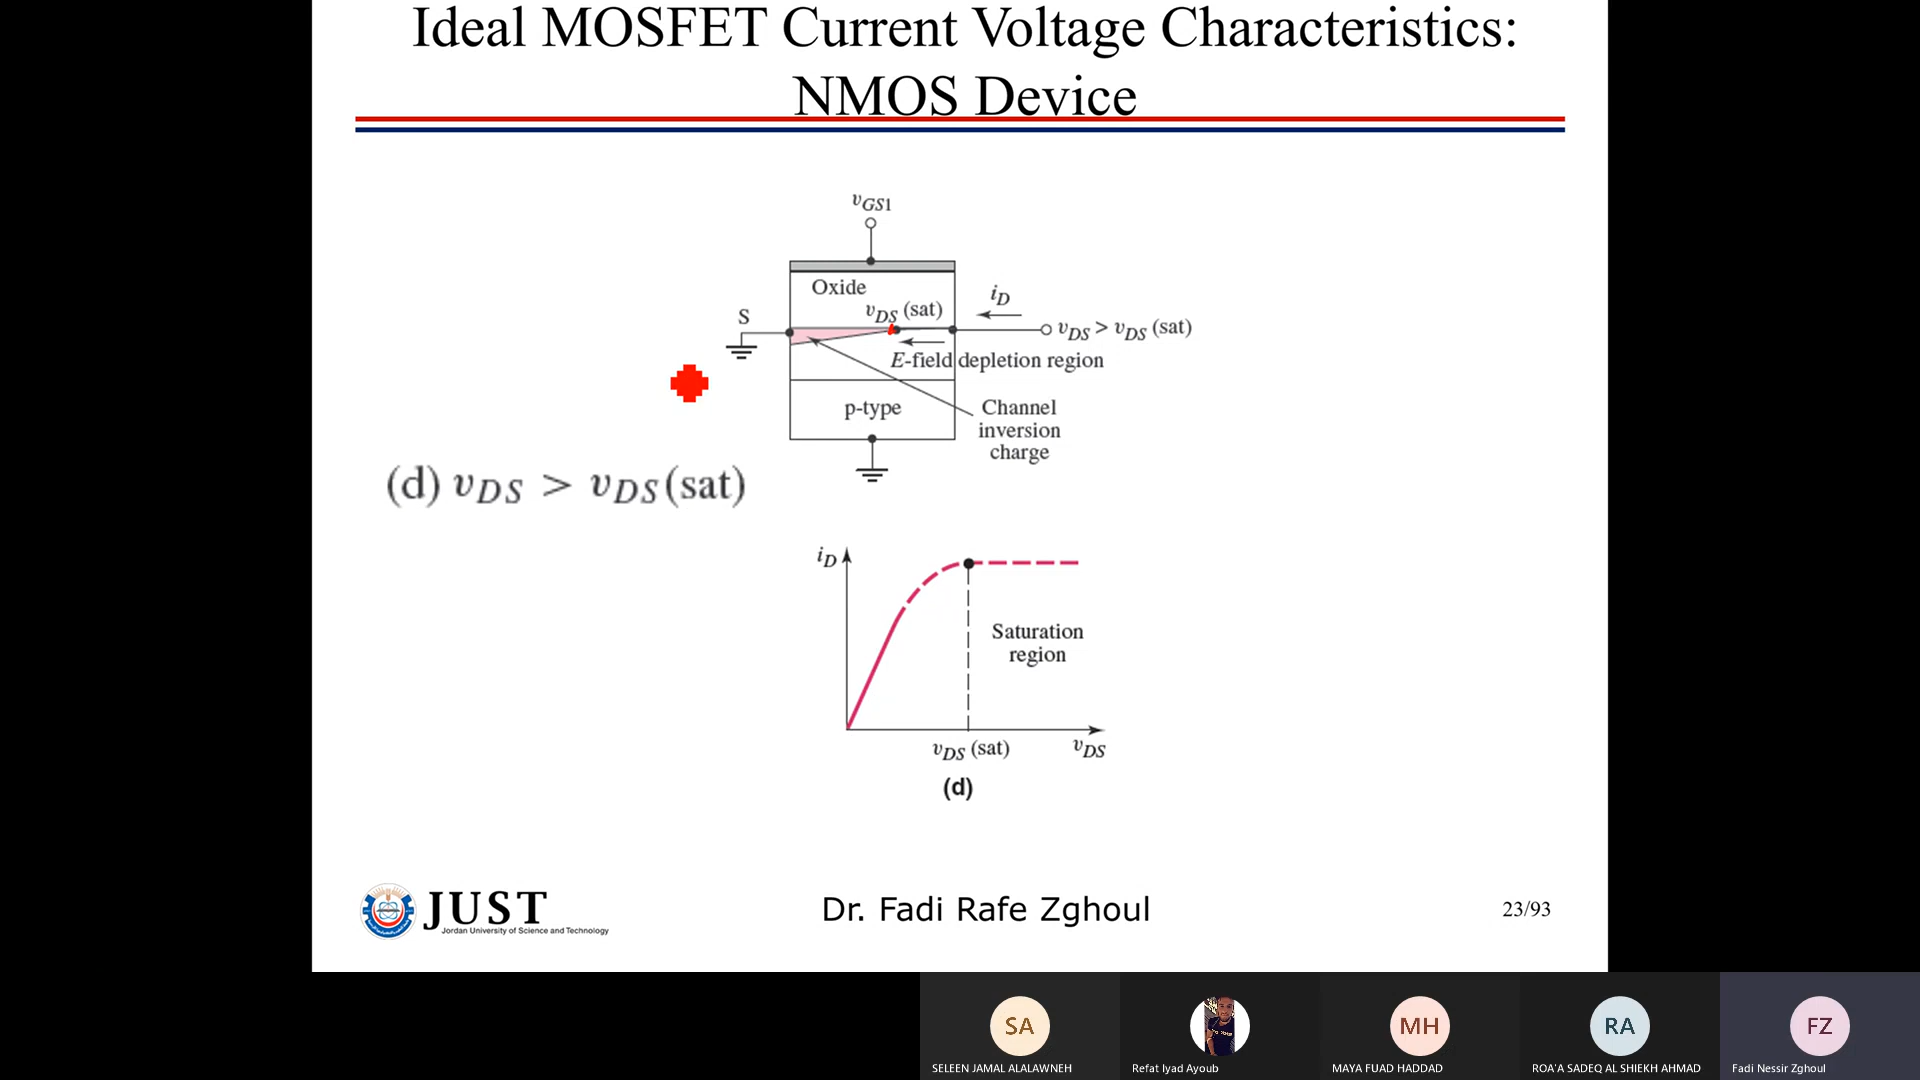 Ideal MOSFET Current Voltage Characteristics:
NMOS Device
vGS1
Oxide
vDS (sat)
iD
S
vDS > vDS (sat)
E-field depletion region
p-type
Channel
inversion
charge
(d) vDS > vDS(sat)
iD
Saturation
region
vDS (sat)
vDS
(d)
JUST
Jordan University of Science and Technology
Dr. Fadi Rafe Zghoul
23/93
SA
MH
RA
FZ
SELEEN JAMAL ALALAWNEH
Refat Iyad Ayoub
MAYA FUAD HADDAD
ROA'A SADEQ AL SHIEKH AHMAD
Fadi Nessir Zghoul